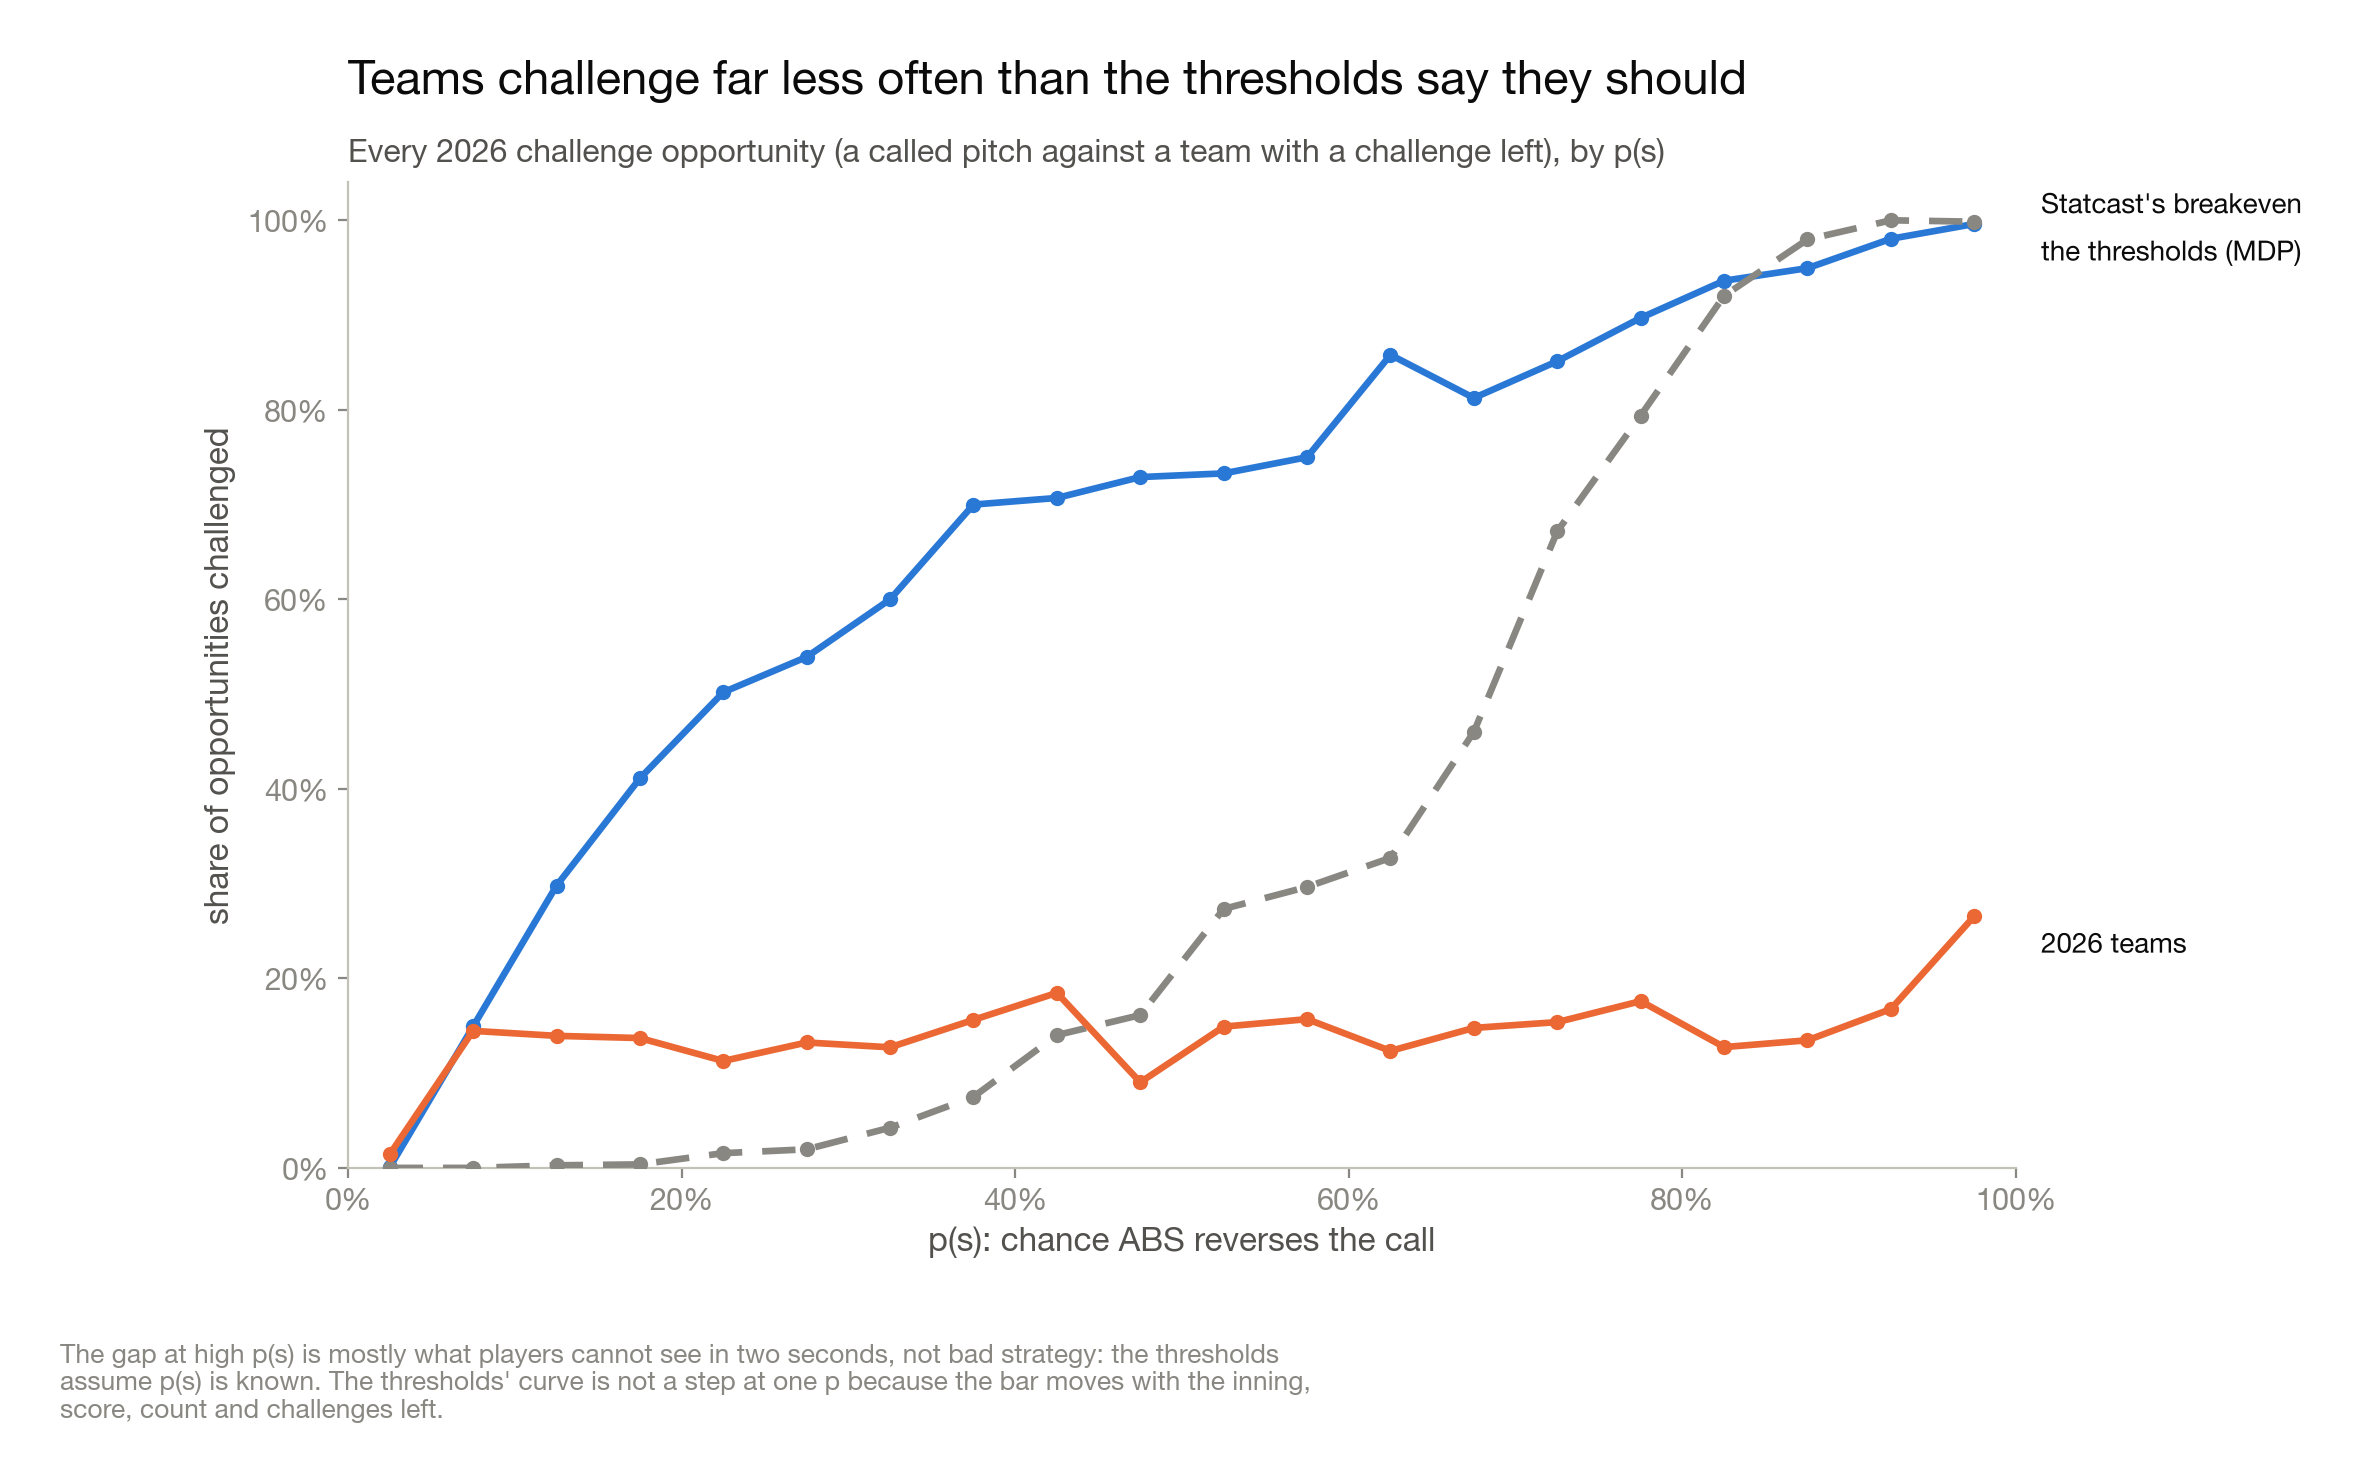 Teams challenge far less often than the thresholds say they should
Every 2026 challenge opportunity (a called pitch against a team with a challenge left), by p(s)
100%
80%
60%
40%
20%
0%
share of opportunities challenged
Statcast's breakeven
the thresholds (MDP)
2026 teams
0%
20%
40%
60%
80%
100%
p(s): chance ABS reverses the call
The gap at high p(s) is mostly what players cannot see in two seconds, not bad strategy: the thresholds
assume p(s) is known. The thresholds' curve is not a step at one p because the bar moves with the inning,
score, count and challenges left.